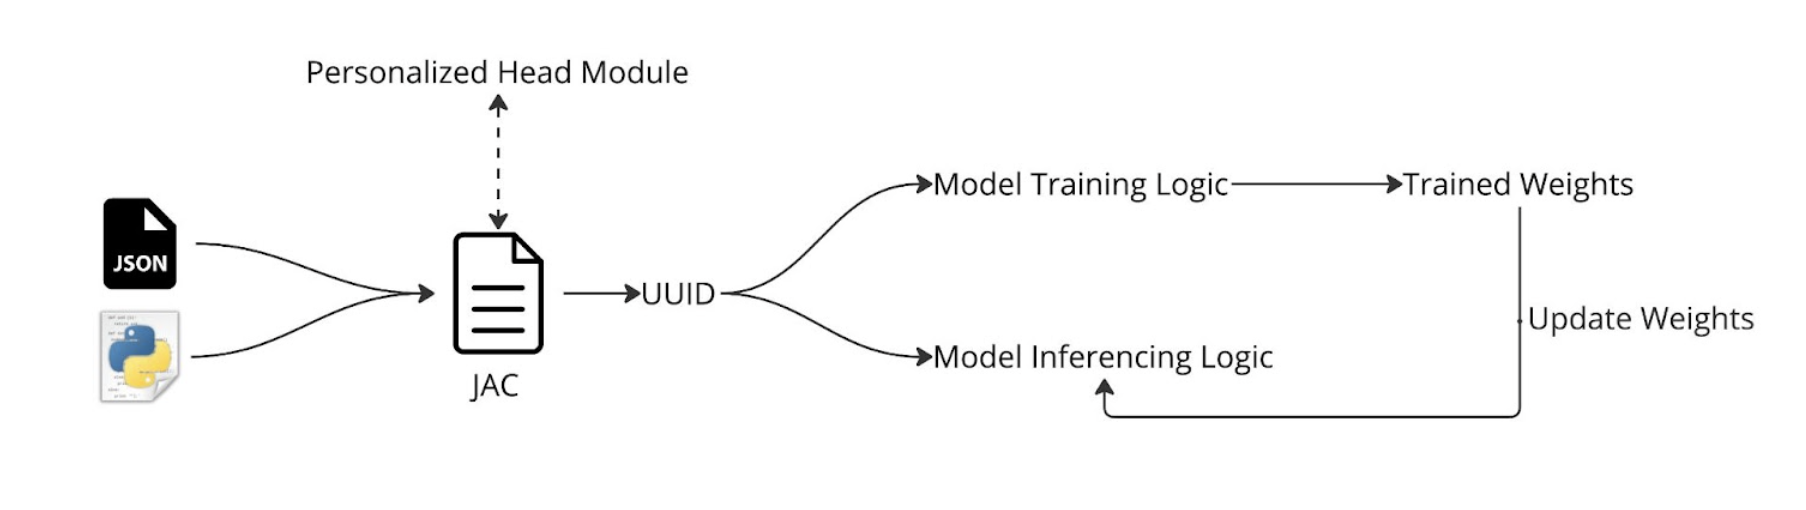 Personalized Head Module
JSON
JAC
UUID
Model Training Logic
Trained Weights
Update Weights
Model Inferencing Logic